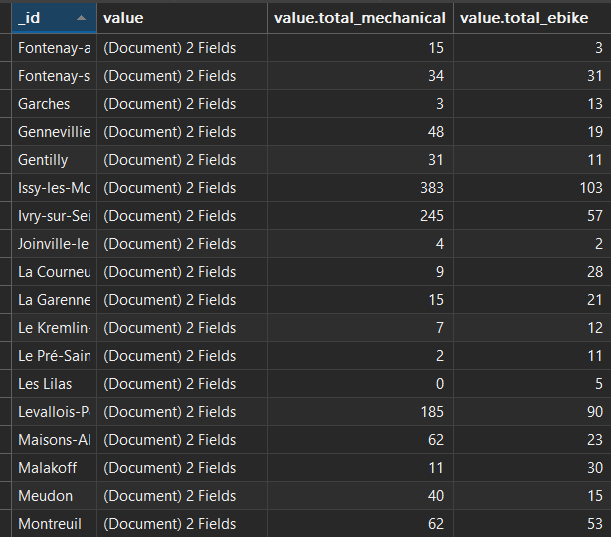 _id value value.total_mechanical value.total_ebike
Fontenay-a (Document) 2 Fields 15 3
Fontenay-s (Document) 2 Fields 34 31
Garches (Document) 2 Fields 3 13
Gennevillie (Document) 2 Fields 48 19
Gentilly (Document) 2 Fields 31 11
Issy-les-Mo (Document) 2 Fields 383 103
Ivry-sur-Sei (Document) 2 Fields 245 57
Joinville-le (Document) 2 Fields 4 2
La Courneu (Document) 2 Fields 9 28
La Garenne (Document) 2 Fields 15 21
Le Kremlin- (Document) 2 Fields 7 12
Le Pré-Sain (Document) 2 Fields 2 11
Les Lilas (Document) 2 Fields 0 5
Levallois-P (Document) 2 Fields 185 90
Maisons-Al (Document) 2 Fields 62 23
Malakoff (Document) 2 Fields 11 30
Meudon (Document) 2 Fields 40 15
Montreuil (Document) 2 Fields 62 53